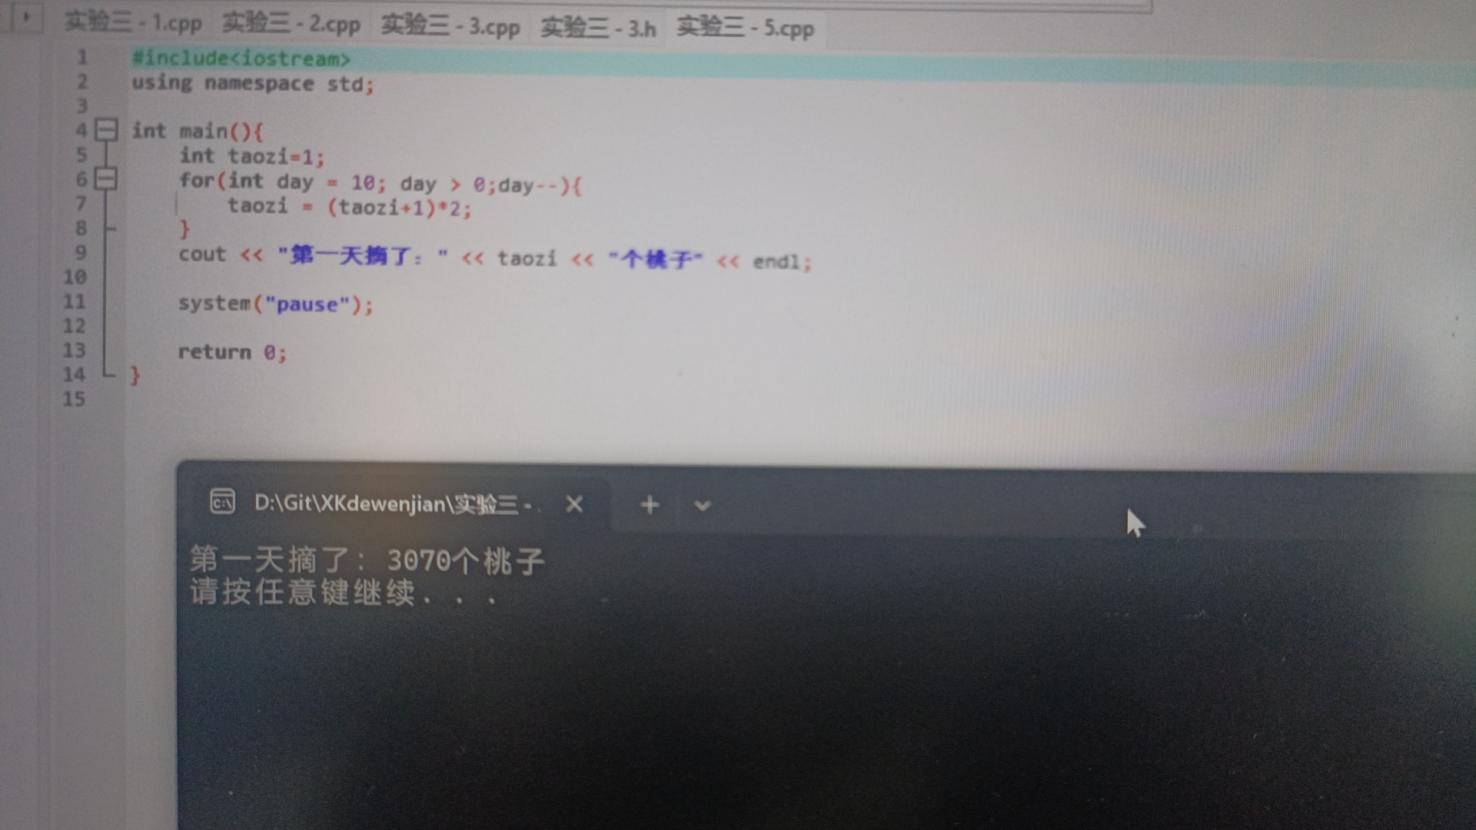 实验三 - 1.cpp 实验三 - 2.cpp 实验三 - 3.cpp 实验三 - 3.h 实验三 - 5.cpp
1 #include<iostream>
2 using namespace std;
3
4 int main(){
5 int taozi=1;
6 for(int day = 10; day > 0;day--){
7 taozi = (taozi+1)*2;
8 }
9 cout << "第一天摘了: " << taozi << "个桃子" << endl;
10
11 system("pause");
12
13 return 0;
14 }
15
D:\Git\XKdewenjian\实验三 - .
第一天摘了: 3070个桃子
请按任意键继续. . .